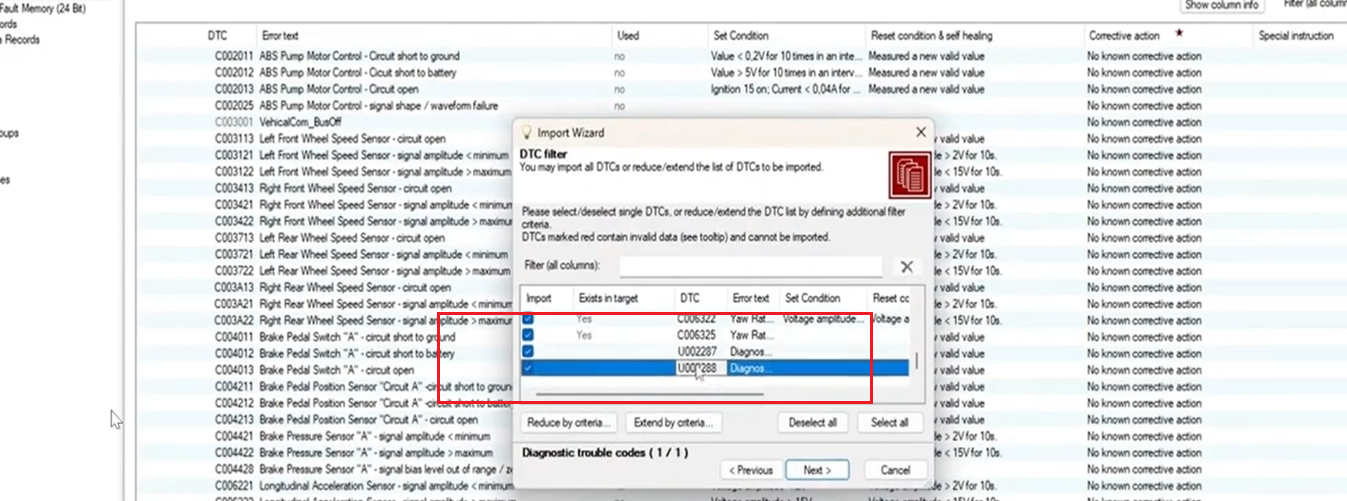 Fault Memory (24 Bit)
ords
Records
oups
es
Show column info
Filter (all column
DTC Error text Used Set Condition Reset condition & self healing Corrective action Special instruction
C002011 ABS Pump Motor Control - Circuit short to ground no Value < 0,2V for 10 times in an inte... Measured a new valid value No known corrective action
C002012 ABS Pump Motor Control - Cicuit short to battery no Value > 5V for 10 times in an interv... Measured a new valid value No known corrective action
C002013 ABS Pump Motor Control - Circuit open no Ignition 15 on; Current < 0,04A for ... Measured a new valid value No known corrective action
C002025 ABS Pump Motor Control - signal shape / waveform failure no No known corrective action
C003001 VehicalCom_BusOff No known corrective action
C003113 Left Front Wheel Speed Sensor - circuit open valid value No known corrective action
C003121 Left Front Wheel Speed Sensor - signal amplitude < minimum > 2V for 10s. No known corrective action
C003122 Left Front Wheel Speed Sensor - signal amplitude > maximum < 15V for 10s. No known corrective action
C003413 Right Front Wheel Speed Sensor - circuit open valid value No known corrective action
C003421 Right Front Wheel Speed Sensor - signal amplitude < minimum > 2V for 10s. No known corrective action
C003422 Right Front Wheel Speed Sensor - signal amplitude > maximum < 15V for 10s. No known corrective action
C003713 Left Rear Wheel Speed Sensor - circuit open valid value No known corrective action
C003721 Left Rear Wheel Speed Sensor - signal amplitude < minimum > 2V for 10s. No known corrective action
C003722 Left Rear Wheel Speed Sensor - signal amplitude > maximum < 15V for 10s. No known corrective action
C003A13 Right Rear Wheel Speed Sensor - circuit open valid value No known corrective action
C003A21 Right Rear Wheel Speed Sensor - signal amplitude < minimum > 2V for 10s. No known corrective action
C003A22 Right Rear Wheel Speed Sensor - signal amplitude > maximum < 15V for 10s. No known corrective action
C004011 Brake Pedal Switch "A" - circuit short to ground valid value No known corrective action
C004012 Brake Pedal Switch "A" - circuit short to battery valid value No known corrective action
C004013 Brake Pedal Switch "A" - circuit open valid value No known corrective action
C004211 Brake Pedal Position Sensor "Circuit A" -circuit short to ground valid value No known corrective action
C004212 Brake Pedal Position Sensor "Circuit A" -circuit short to batter valid value No known corrective action
C004213 Brake Pedal Position Sensor "Circuit A" - circuit open valid value No known corrective action
C004421 Brake Pressure Sensor "A" - signal amplitude < minimum > 2V for 10s. No known corrective action
C004422 Brake Pressure Sensor "A" - signal amplitude > maximum < 15V for 10s. No known corrective action
C004428 Brake Pressure Sensor "A" - signal bias level out of range / ze valid value No known corrective action
C006221 Longitudinal Acceleration Sensor - signal amplitude < minimum No known corrective action
Import Wizard
DTC filter
You may import all DTCs or reduce/extend the list of DTCs to be imported.
Please select/deselect single DTCs, or reduce/extend the DTC list by defining additional filter
criteria.
DTCs marked red contain invalid data (see tooltip) and cannot be imported.
Filter (all columns):
Import Exists in target DTC Error text Set Condition Reset co
Yes C006322 Yaw Rat... Voltage amplitude... Voltage a
Yes C006325 Yaw Rat...
U002287 Diagnos...
U002288 Diagnos...
Reduce by criteria... Extend by criteria... Deselect all Select all
Diagnostic trouble codes ( 1 / 1 )
< Previous Next > Cancel